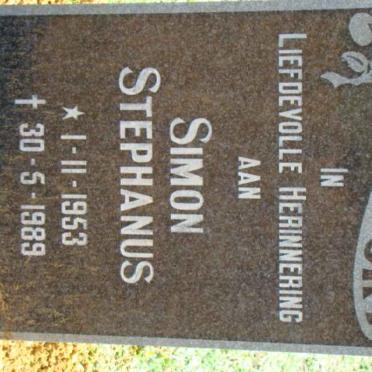 IN
LIEFDEVOLLE HERINNERING
AAN
SIMON
STEPHANUS
★ 1-11-1953
† 30-5-1989